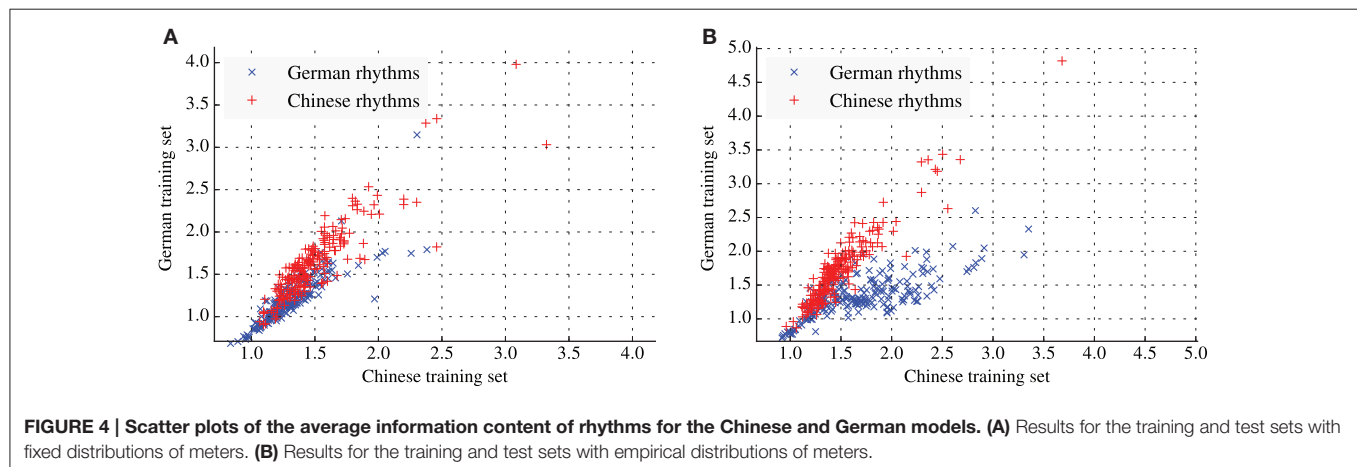 A
4.0
3.5
3.0
2.5
2.0
1.5
1.0
German training set
× German rhythms
+ Chinese rhythms
1.0 1.5 2.0 2.5 3.0 3.5 4.0
Chinese training set
B
5.0
4.5
4.0
3.5
3.0
2.5
2.0
1.5
1.0
German training set
× German rhythms
+ Chinese rhythms
1.0 1.5 2.0 2.5 3.0 3.5 4.0 4.5 5.0
Chinese training set
FIGURE 4 | Scatter plots of the average information content of rhythms for the Chinese and German models. (A) Results for the training and test sets with
fixed distributions of meters. (B) Results for the training and test sets with empirical distributions of meters.